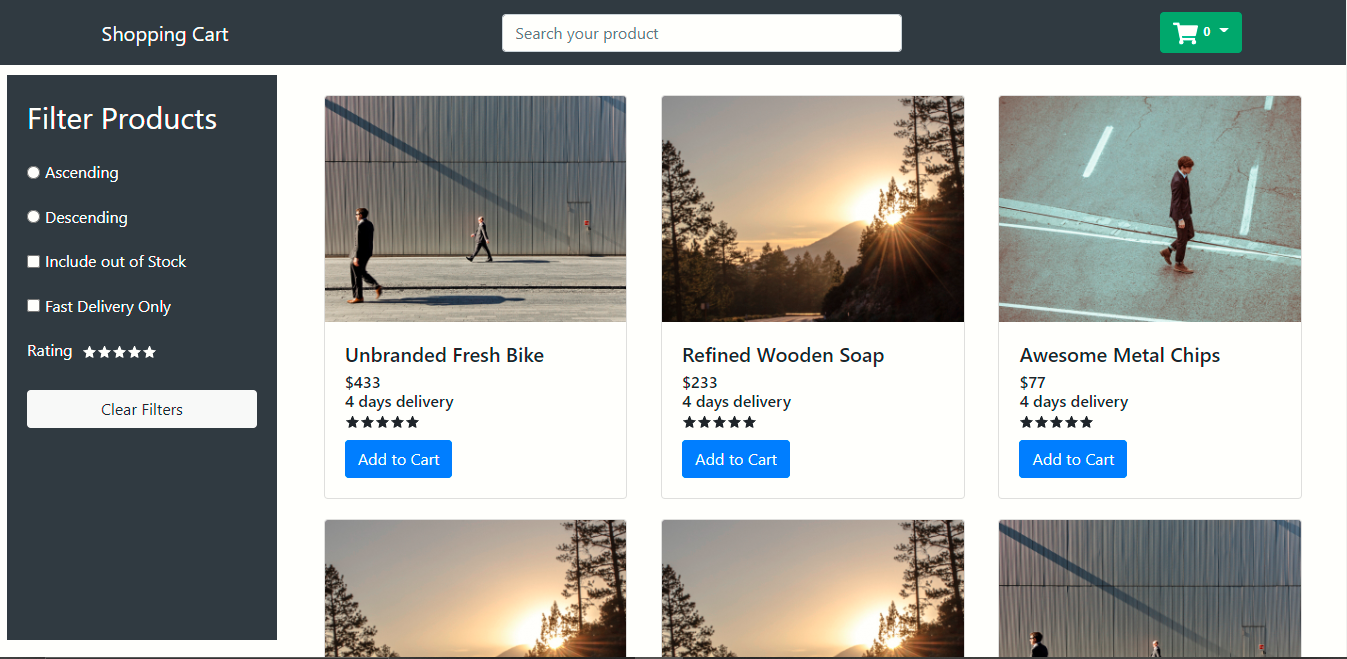 Shopping Cart
Search your product
0
Filter Products
Ascending
Descending
Include out of Stock
Fast Delivery Only
Rating ★★★★★
Clear Filters
Unbranded Fresh Bike
$433
4 days delivery
★★★★★
Add to Cart
Refined Wooden Soap
$233
4 days delivery
★★★★★
Add to Cart
Awesome Metal Chips
$77
4 days delivery
★★★★★
Add to Cart